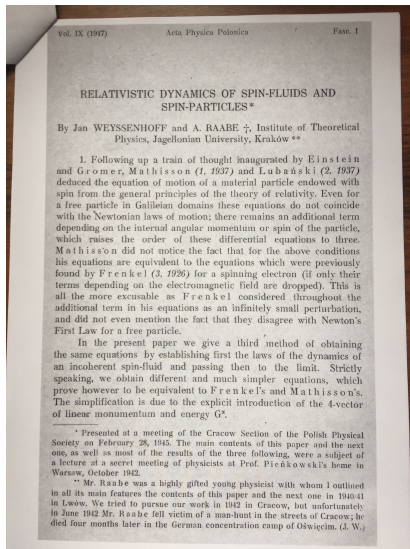 Vol. IX (1947) Acta Physica Polonica Fasc. I
RELATIVISTIC DYNAMICS OF SPIN-FLUIDS AND
SPIN-PARTICLES*
By Jan WEYSSENHOFF and A. RAABE †, Institute of Theoretical
Physics, Jagellonian University, Kraków **
1. Following up a train of thought inaugurated by Einstein
and Gromer, Mathisson (1, 1937) and Lubański (2, 1937)
deduced the equation of motion of a material particle endowed with
spin from the general principles of the theory of relativity. Even for
a free particle in Galileian domains these equations do not coincide
with the Newtonian laws of motion; there remains an additional term
depending on the internal angular momentum or spin of the particle,
which raises the order of these differential equations to three.
Mathisson did not notice the fact that for the above conditions
his equations are equivalent to the equations which were previously
found by Frenkel (3, 1926) for a spinning electron (if only their
terms depending on the electromagnetic field are dropped). This is
all the more excusable as Frenkel considered throughout the
additional term in his equations as an infinitely small perturbation,
and did not even mention the fact that they disagree with Newton's
First Law for a free particle.
In the present paper we give a third method of obtaining
the same equations by establishing first the laws of the dynamics of
an incoherent spin-fluid and passing then to the limit. Strictly
speaking, we obtain different and much simpler equations, which
prove however to be equivalent to Frenkel's and Mathisson's.
The simplification is due to the explicit introduction of the 4-vector
of linear monumentum and energy Gᵅ.
* Presented at a meeting of the Cracow Section of the Polish Physical
Society on February 28, 1945. The main contents of this paper and the next
one, as well as most of the results of the three following, were a subject of
a lecture at a secret meeting of physicists at Prof. Pieńkowski's home in
Warsaw, October 1942.
** Mr. Raabe was a highly gifted young physicist with whom I outlined
in all its main features the contents of this paper and the next one in 1940/41
in Lwów. We tried to pursue our work in 1942 in Cracow, but unfortunately
in June 1942 Mr. Raabe fell victim of a man-hunt in the streets of Cracow; he
died four months later in the German concentration camp of Oświęcim. (J. W.)